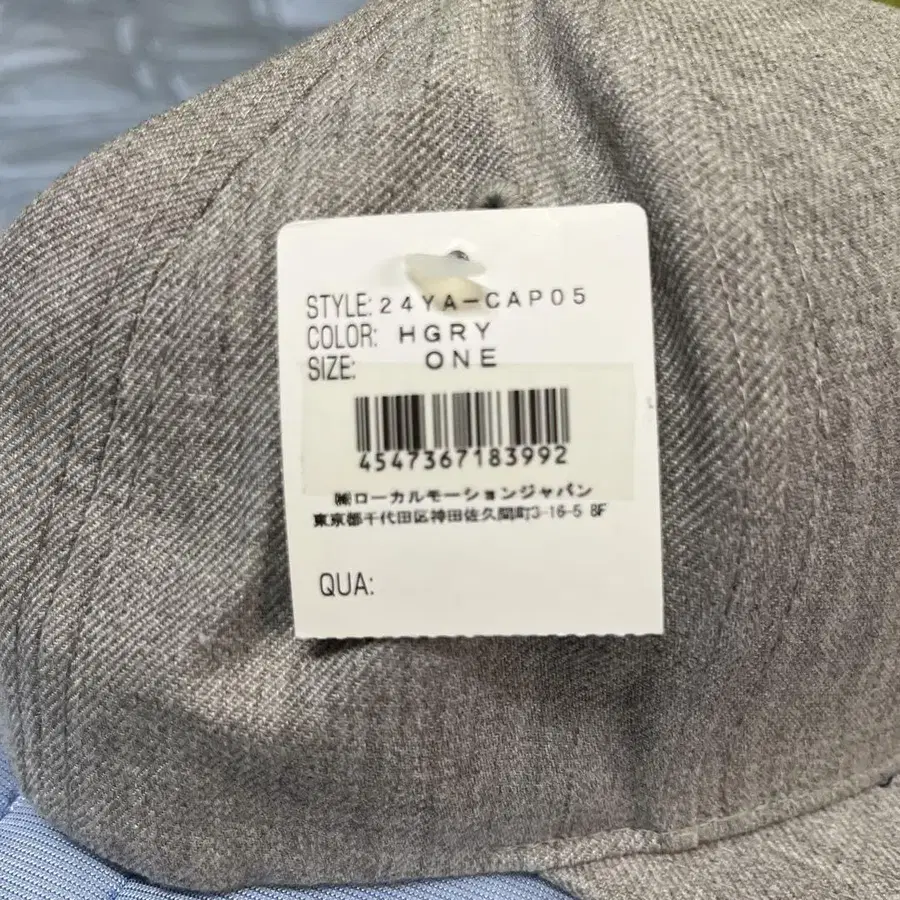 STYLE: 24YA-CAP05
COLOR: HGRY
SIZE: ONE
4547367183992
㈱ローカルモーションジャパン
東京都千代田区神田佐久間町3-16-5 8F
QUA: